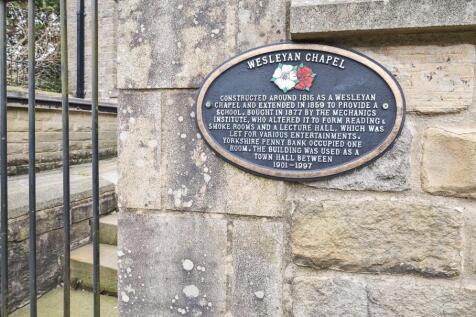 WESLEYAN CHAPEL
CONSTRUCTED AROUND 1816 AS A WESLEYAN
CHAPEL AND EXTENDED IN 1859 TO PROVIDE A
SCHOOL. BOUGHT IN 1877 BY THE MECHANICS
INSTITUTE, WHO ALTERED IT TO FORM READING &
SMOKE ROOMS AND A LECTURE HALL, WHICH WAS
LET FOR VARIOUS ENTERTAINMENTS.
YORKSHIRE PENNY BANK OCCUPIED ONE
ROOM. THE BUILDING WAS USED AS A
TOWN HALL BETWEEN
1901-1997